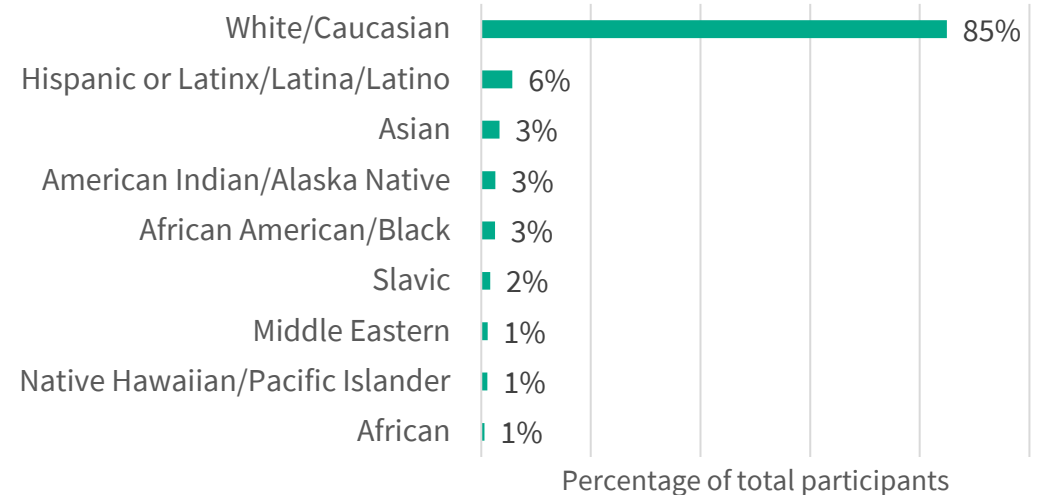 White/Caucasian 85%
Hispanic or Latinx/Latina/Latino 6%
Asian 3%
American Indian/Alaska Native 3%
African American/Black 3%
Slavic 2%
Middle Eastern 1%
Native Hawaiian/Pacific Islander 1%
African 1%
Percentage of total participants